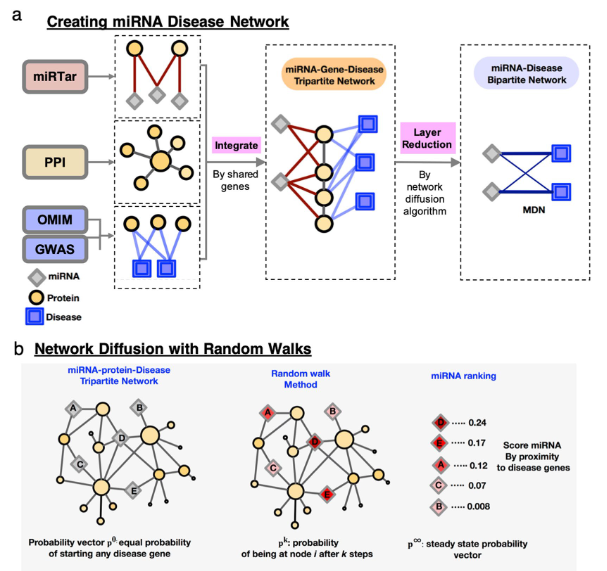 a
Creating miRNA Disease Network
miRTar
PPI
OMIM
GWAS
miRNA
Protein
Disease
Integrate
By shared
genes
miRNA-Gene-Disease
Tripartite Network
Layer
Reduction
By
network
diffusion
algorithm
miRNA-Disease
Bipartite Network
MDN
b
Network Diffusion with Random Walks
miRNA-protein-Disease
Tripartite Network
A
B
D
C
E
Probability vector p⁰: equal probability
of starting any disease gene
Random walk
Method
A
B
D
C
E
pᵏ: probability
of being at node i after k steps
miRNA ranking
D ..... 0.24
E ..... 0.17
A ..... 0.12
C ..... 0.07
B ..... 0.008
Score miRNA
By proximity
to disease genes
p∞: steady state probability
vector